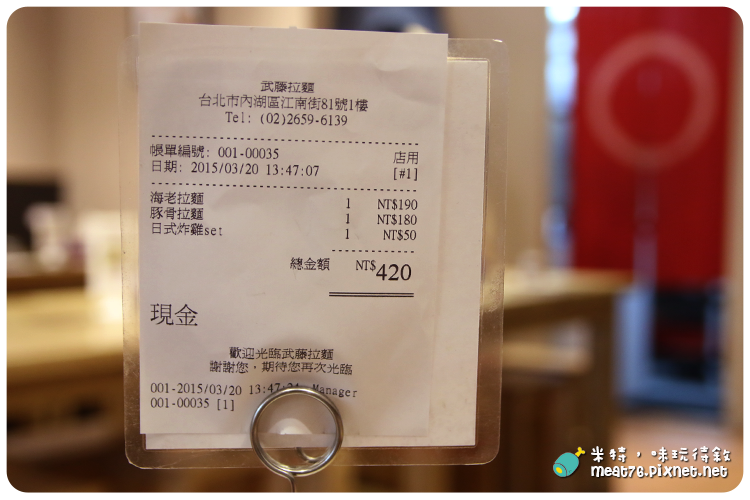 武藤拉麵
台北市內湖區江南街81號1樓
Tel: (02)2659-6139
帳單編號: 001-00035 店用
日期: 2015/03/20 13:47:07 [#1]
海老拉麵 1 NT$190
豚骨拉麵 1 NT$180
日式炸雞set 1 NT$50
總金額 NT$420
現金
歡迎光臨武藤拉麵
謝謝您，期待您再次光臨
001-2015/03/20 13:47:24 Manager
001-00035 [1]
米特，味玩待敘
meat76.pixnet.net